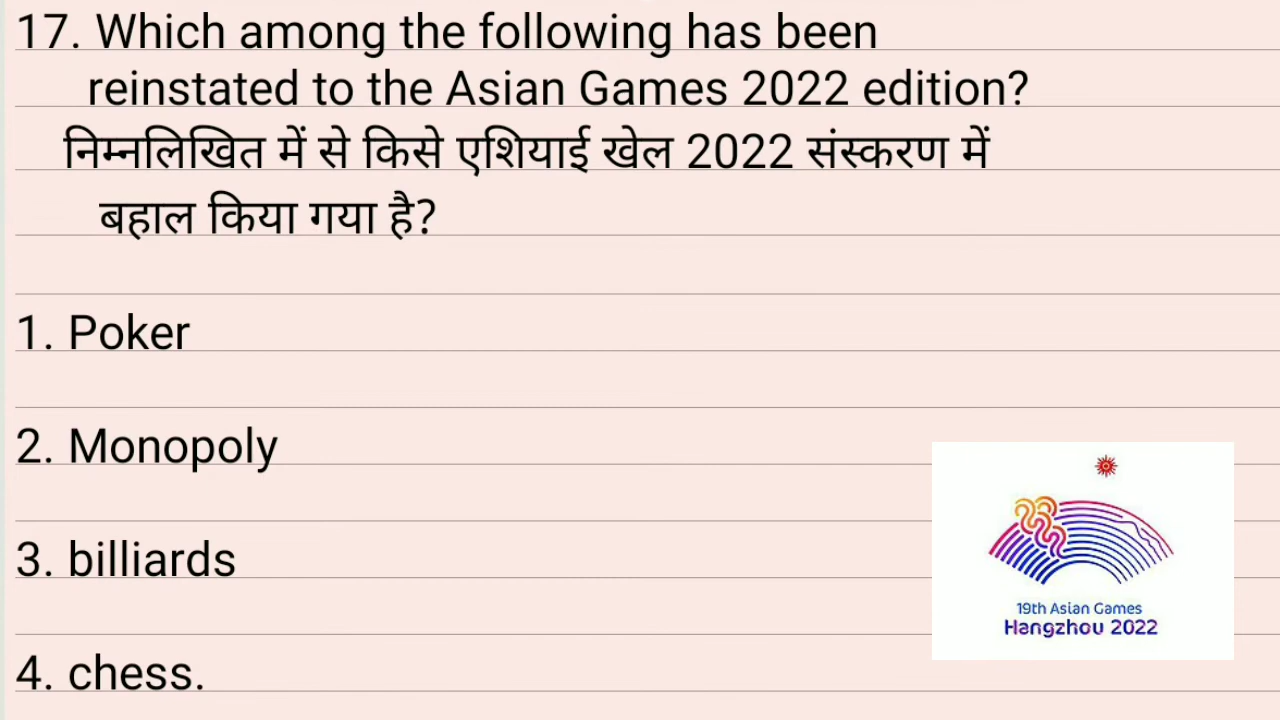 17. Which among the following has been
reinstated to the Asian Games 2022 edition?
निम्नलिखित में से किसे एशियाई खेल 2022 संस्करण में
बहाल किया गया है?
1. Poker
2. Monopoly
3. billiards
4. chess.
19th Asian Games
Hangzhou 2022